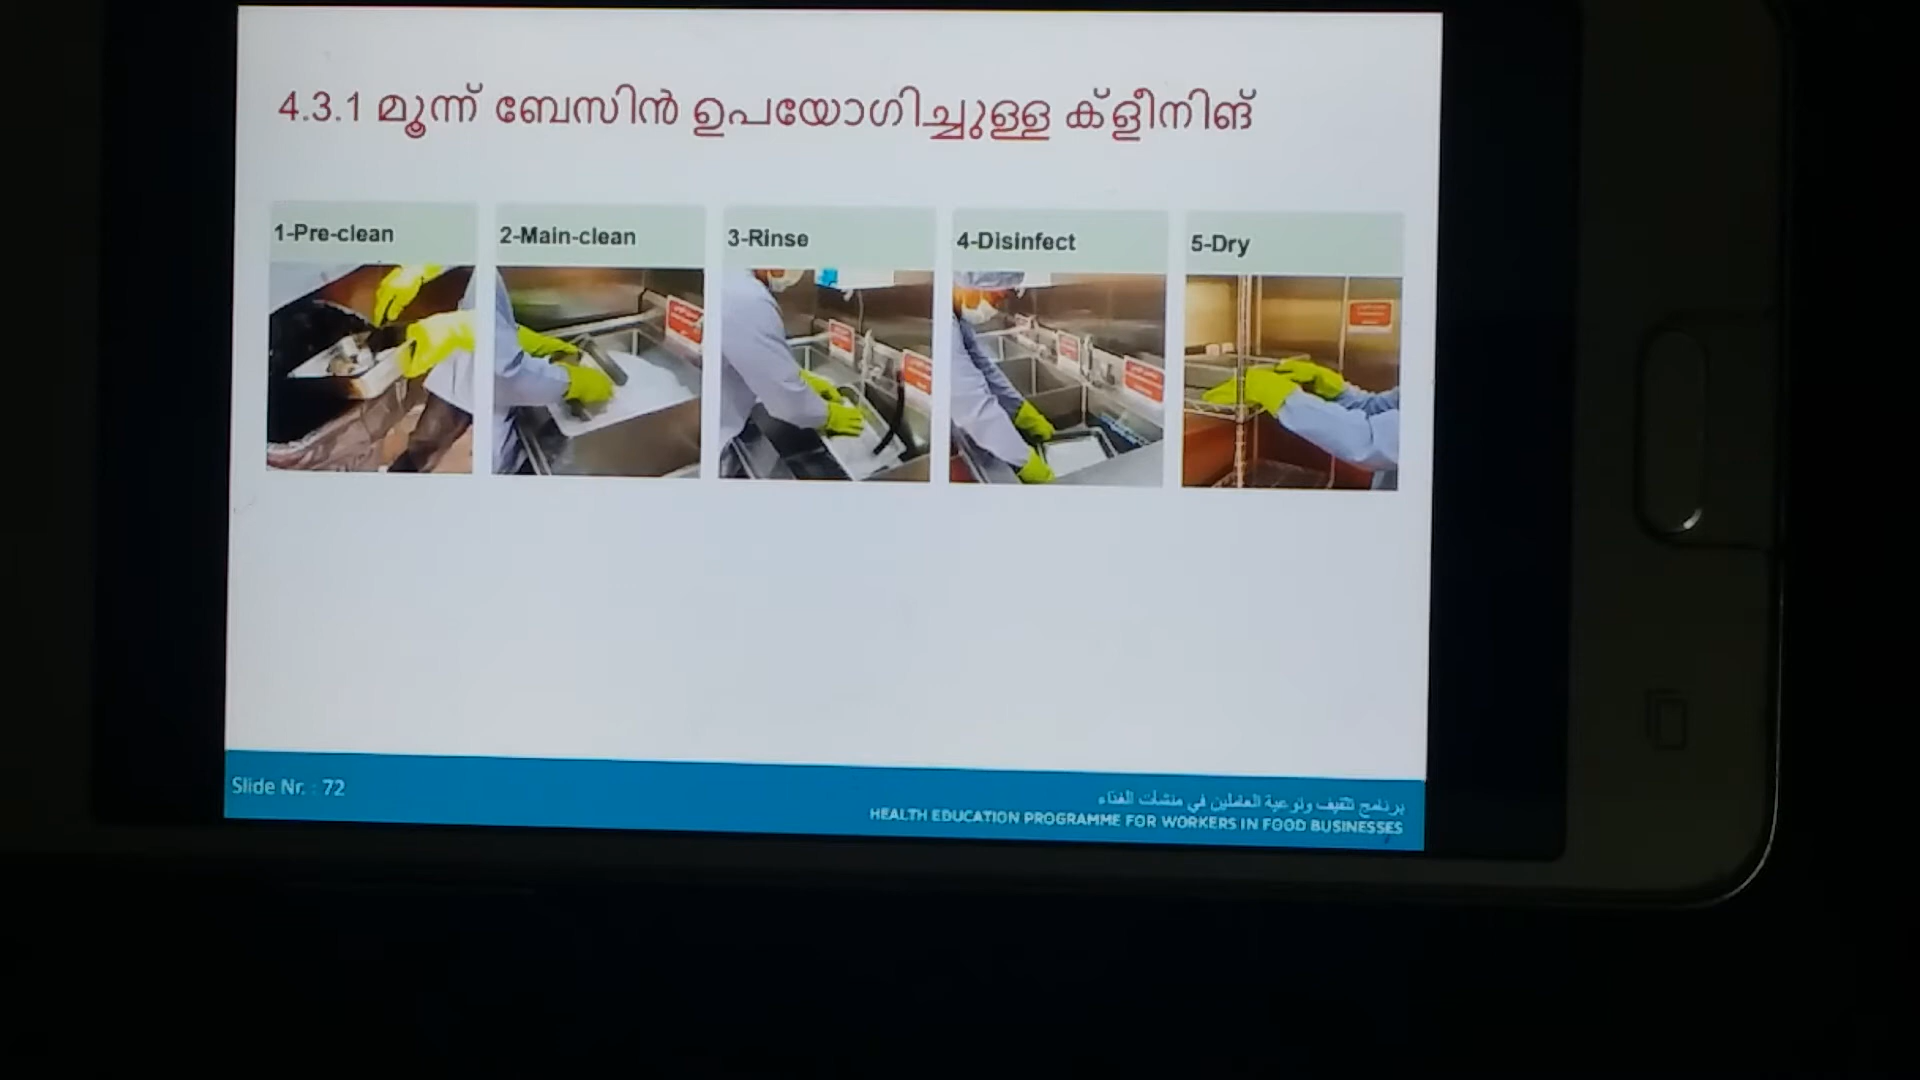 4.3.1 മൂന്ന് ബേസിൻ ഉപയോഗിച്ചുള്ള ക്ളീനിങ്
1-Pre-clean
2-Main-clean
3-Rinse
4-Disinfect
5-Dry
Slide Nr. : 72
برنامج تثقيف وتوعية العاملين في منشآت الغذاء
HEALTH EDUCATION PROGRAMME FOR WORKERS IN FOOD BUSINESSES